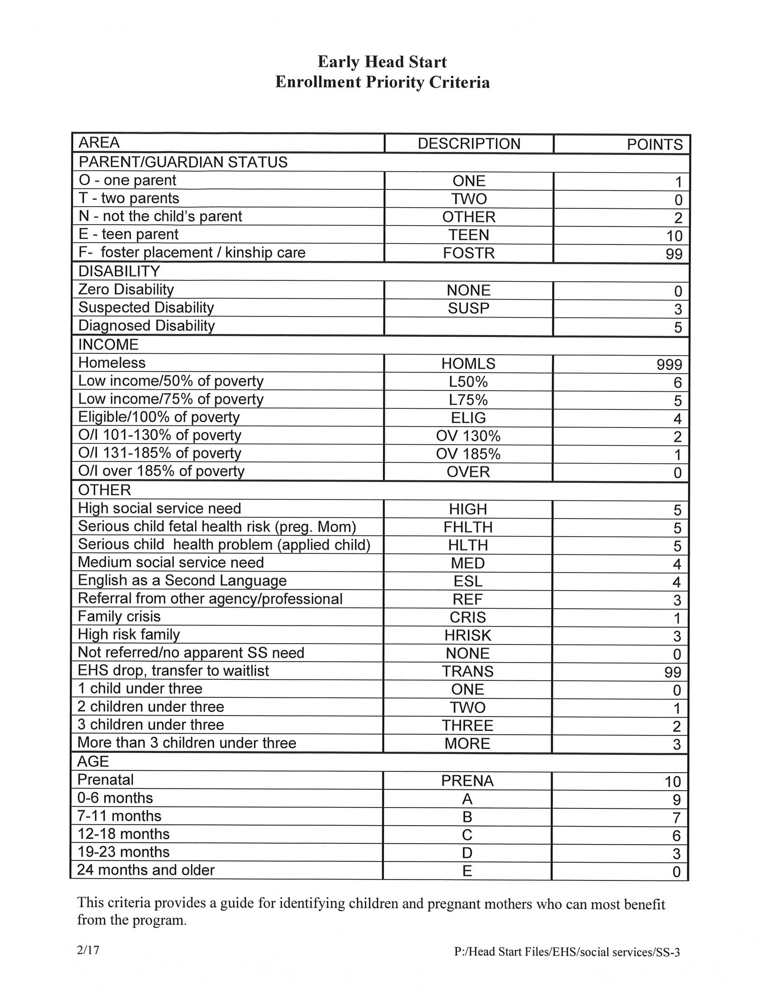 Early Head Start
Enrollment Priority Criteria
AREA DESCRIPTION POINTS
PARENT/GUARDIAN STATUS
O - one parent ONE 1
T - two parents TWO 0
N - not the child's parent OTHER 2
E - teen parent TEEN 10
F-  foster placement / kinship care FOSTR 99
DISABILITY
Zero Disability NONE 0
Suspected Disability SUSP 3
Diagnosed Disability 5
INCOME
Homeless HOMLS 999
Low income/50% of poverty L50% 6
Low income/75% of poverty L75% 5
Eligible/100% of poverty ELIG 4
O/I 101-130% of poverty OV 130% 2
O/I 131-185% of poverty OV 185% 1
O/I over 185% of poverty OVER 0
OTHER
High social service need HIGH 5
Serious child fetal health risk (preg. Mom) FHLTH 5
Serious child  health problem (applied child) HLTH 5
Medium social service need MED 4
English as a Second Language ESL 4
Referral from other agency/professional REF 3
Family crisis CRIS 1
High risk family HRISK 3
Not referred/no apparent SS need NONE 0
EHS drop, transfer to waitlist TRANS 99
1 child under three ONE 0
2 children under three TWO 1
3 children under three THREE 2
More than 3 children under three MORE 3
AGE
Prenatal PRENA 10
0-6 months A 9
7-11 months B 7
12-18 months C 6
19-23 months D 3
24 months and older E 0
This criteria provides a guide for identifying children and pregnant mothers who can most benefit
from the program.
2/17 P:/Head Start Files/EHS/social services/SS-3